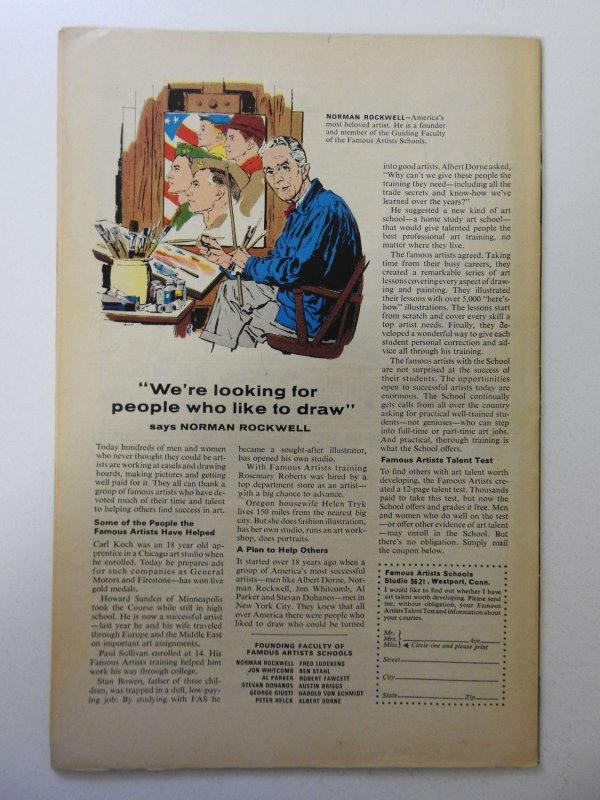 NORMAN ROCKWELL—America's
most beloved artist. He is a founder
and member of the Guiding Faculty
of the Famous Artists Schools.
"We're looking for
people who like to draw"
says NORMAN ROCKWELL
Today hundreds of men and women
who never thought they could be art-
ists are working at easels and drawing
boards, making pictures and getting
well paid for it. They all can thank a
group of famous artists who have de-
voted much of their time and talent
to helping others find success in art.
Some of the People the
Famous Artists Have Helped
Carl Koch was an 18 year old ap-
prentice in a Chicago art studio when
he enrolled. Today he prepares ads
for such companies as General
Motors and Firestone—has won five
gold medals.
Howard Sanden of Minneapolis
took the Course while still in high
school. He is now a successful artist
—last year he and his wife traveled
through Europe and the Middle East
on important art assignments.
Paul Sullivan enrolled at 14. His
Famous Artists training helped him
work his way through college.
Stan Bowen, father of three chil-
dren, was trapped in a dull, low-pay-
ing job. By studying with FAS he
became a sought-after illustrator,
has opened his own studio.
With Famous Artists training
Rosemary Roberts was hired by a
top department store as an artist—
with a big chance to advance.
Oregon housewife Helen Tryk
lives 150 miles from the nearest big
city. But she does fashion illustration,
has her own studio, runs an art work-
shop, does portraits.
A Plan to Help Others
It started over 18 years ago when a
group of America's most successful
artists—men like Albert Dorne, Nor-
man Rockwell, Jon Whitcomb, Al
Parker and Stevan Dohanos—met in
New York City. They knew that all
over America there were people who
liked to draw who could be turned
FOUNDING FACULTY OF
FAMOUS ARTISTS SCHOOLS
NORMAN ROCKWELL FRED LUDEKENS
JON WHITCOMB BEN STAHL
AL PARKER ROBERT FAWCETT
STEVAN DOHANOS AUSTIN BRIGGS
GEORGE GIUSTI HAROLD VON SCHMIDT
PETER HELCK ALBERT DORNE
into good artists. Albert Dorne asked,
"Why can't we give these people the
training they need—including all the
trade secrets and know-how we've
learned over the years?"
He suggested a new kind of art
school—a home study art school—
that would give talented people the
best professional art training, no
matter where they live.
The famous artists agreed. Taking
time from their busy careers, they
created a remarkable series of art
lessons covering every aspect of draw-
ing and painting. They illustrated
their lessons with over 5,000 "here's-
how" illustrations. The lessons start
from scratch and cover every skill a
top artist needs. Finally, they de-
veloped a wonderful way to give each
student personal correction and ad-
vice all through his training.
The famous artists with the School
are not surprised at the success of
their students. The opportunities
open to successful artists today are
enormous. The School continually
gets calls from all over the country
asking for practical well-trained stu-
dents—not geniuses—who can step
into full-time or part-time art jobs.
And practical, thorough training is
what the School offers.
Famous Artists Talent Test
To find others with art talent worth
developing, the Famous Artists cre-
ated a 12-page talent test. Thousands
paid to take this test, but now the
School offers and grades it free. Men
and women who do well on the test
—or offer other evidence of art talent
—may enroll in the School. But
there's no obligation. Simply mail
the coupon below.
Famous Artists Schools
Studio 5621, Westport, Conn.
I would like to find out whether I have
art talent worth developing. Please send
me, without obligation, your Famous
Artists Talent Test and information about
your courses.
Mr.
Mrs. Age
Miss Circle one and please print
Street
City
State Zip